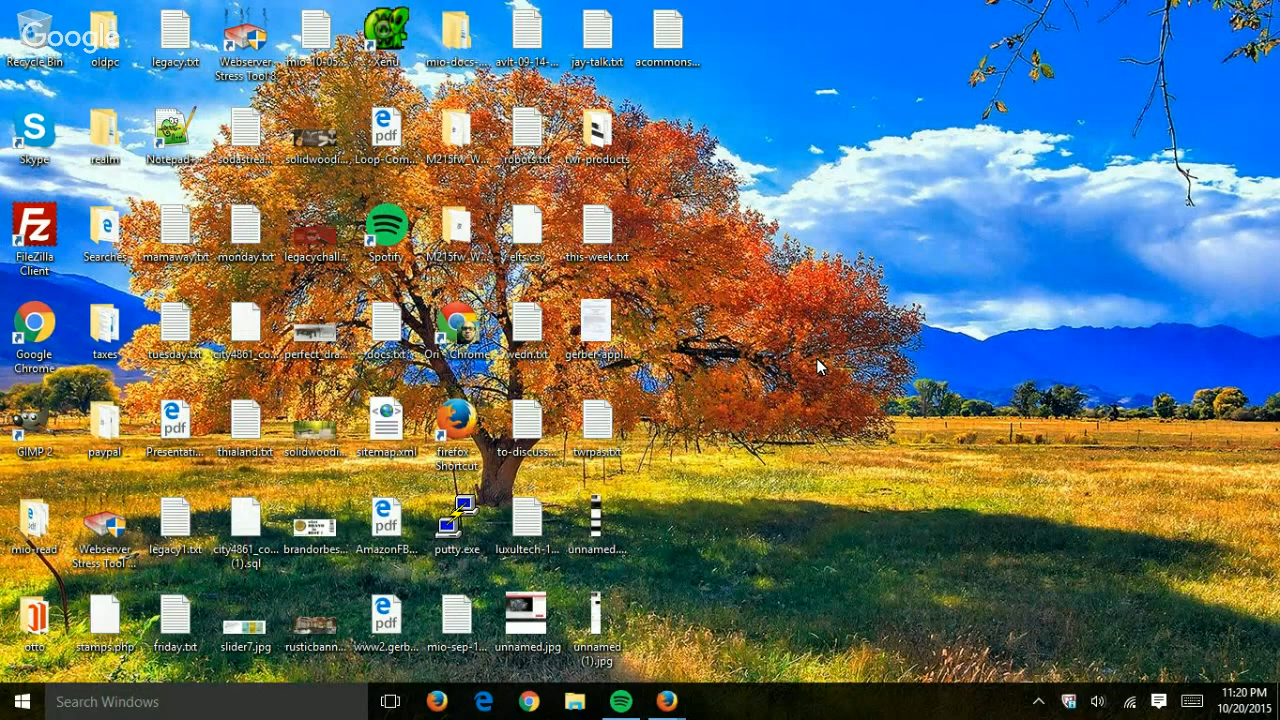 Google
Recycle Bin
oldpc
legacy.txt
Webserver
Stress Tool 8
mio-10-05...
Xenu
mio-docs-...
avit-09-14-...
jay-talk.txt
acommons...
Skype
realm
Notepad++
sodastrea...
solidwoodi...
Loop-Com...
M215fw_W...
robots.txt
twr-products
FileZilla
Client
Searches
mamaway.txt
monday.txt
legacychall...
Spotify
M215fw_W...
elts.csv
this-week.txt
Google
Chrome
taxes
tuesday.txt
city4861_co...
perfect_dra...
docs.txt
Ori - Chrome
wedn.txt
gerber-appl...
GIMP 2
paypal
Presentati...
thialand.txt
solidwoodi...
sitemap.xml
firefox -
Shortcut
to-discuss...
twrpas.txt
mio-read
Webserver
Stress Tool ...
legacy1.txt
city4861_co...
(1).sql
brandorbes...
AmazonFB...
putty.exe
luxultech-1...
unnamed....
otto
stamps.php
friday.txt
slider7.jpg
rusticbann...
www2.gerb...
mio-sep-1...
unnamed.jpg
unnamed
(1).jpg
Search Windows
11:20 PM
10/20/2015